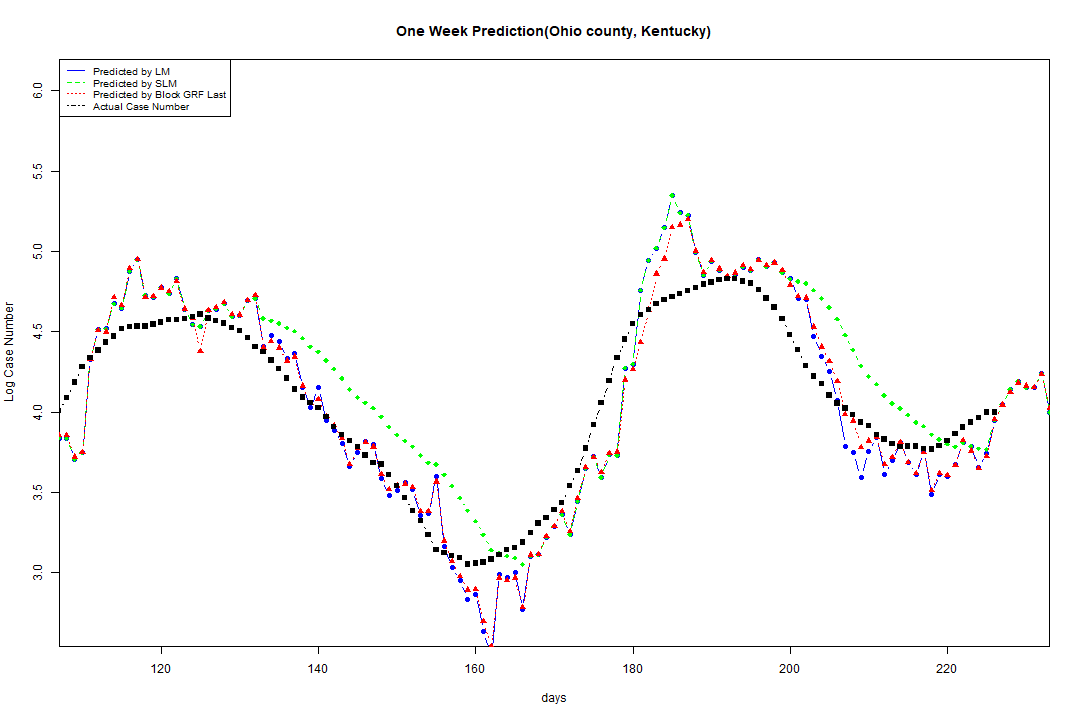 One Week Prediction(Ohio county, Kentucky)
Predicted by LM
Predicted by SLM
Predicted by Block GRF Last
Actual Case Number
6.0
5.5
5.0
4.5
4.0
3.5
3.0
Log Case Number
120 140 160 180 200 220
days